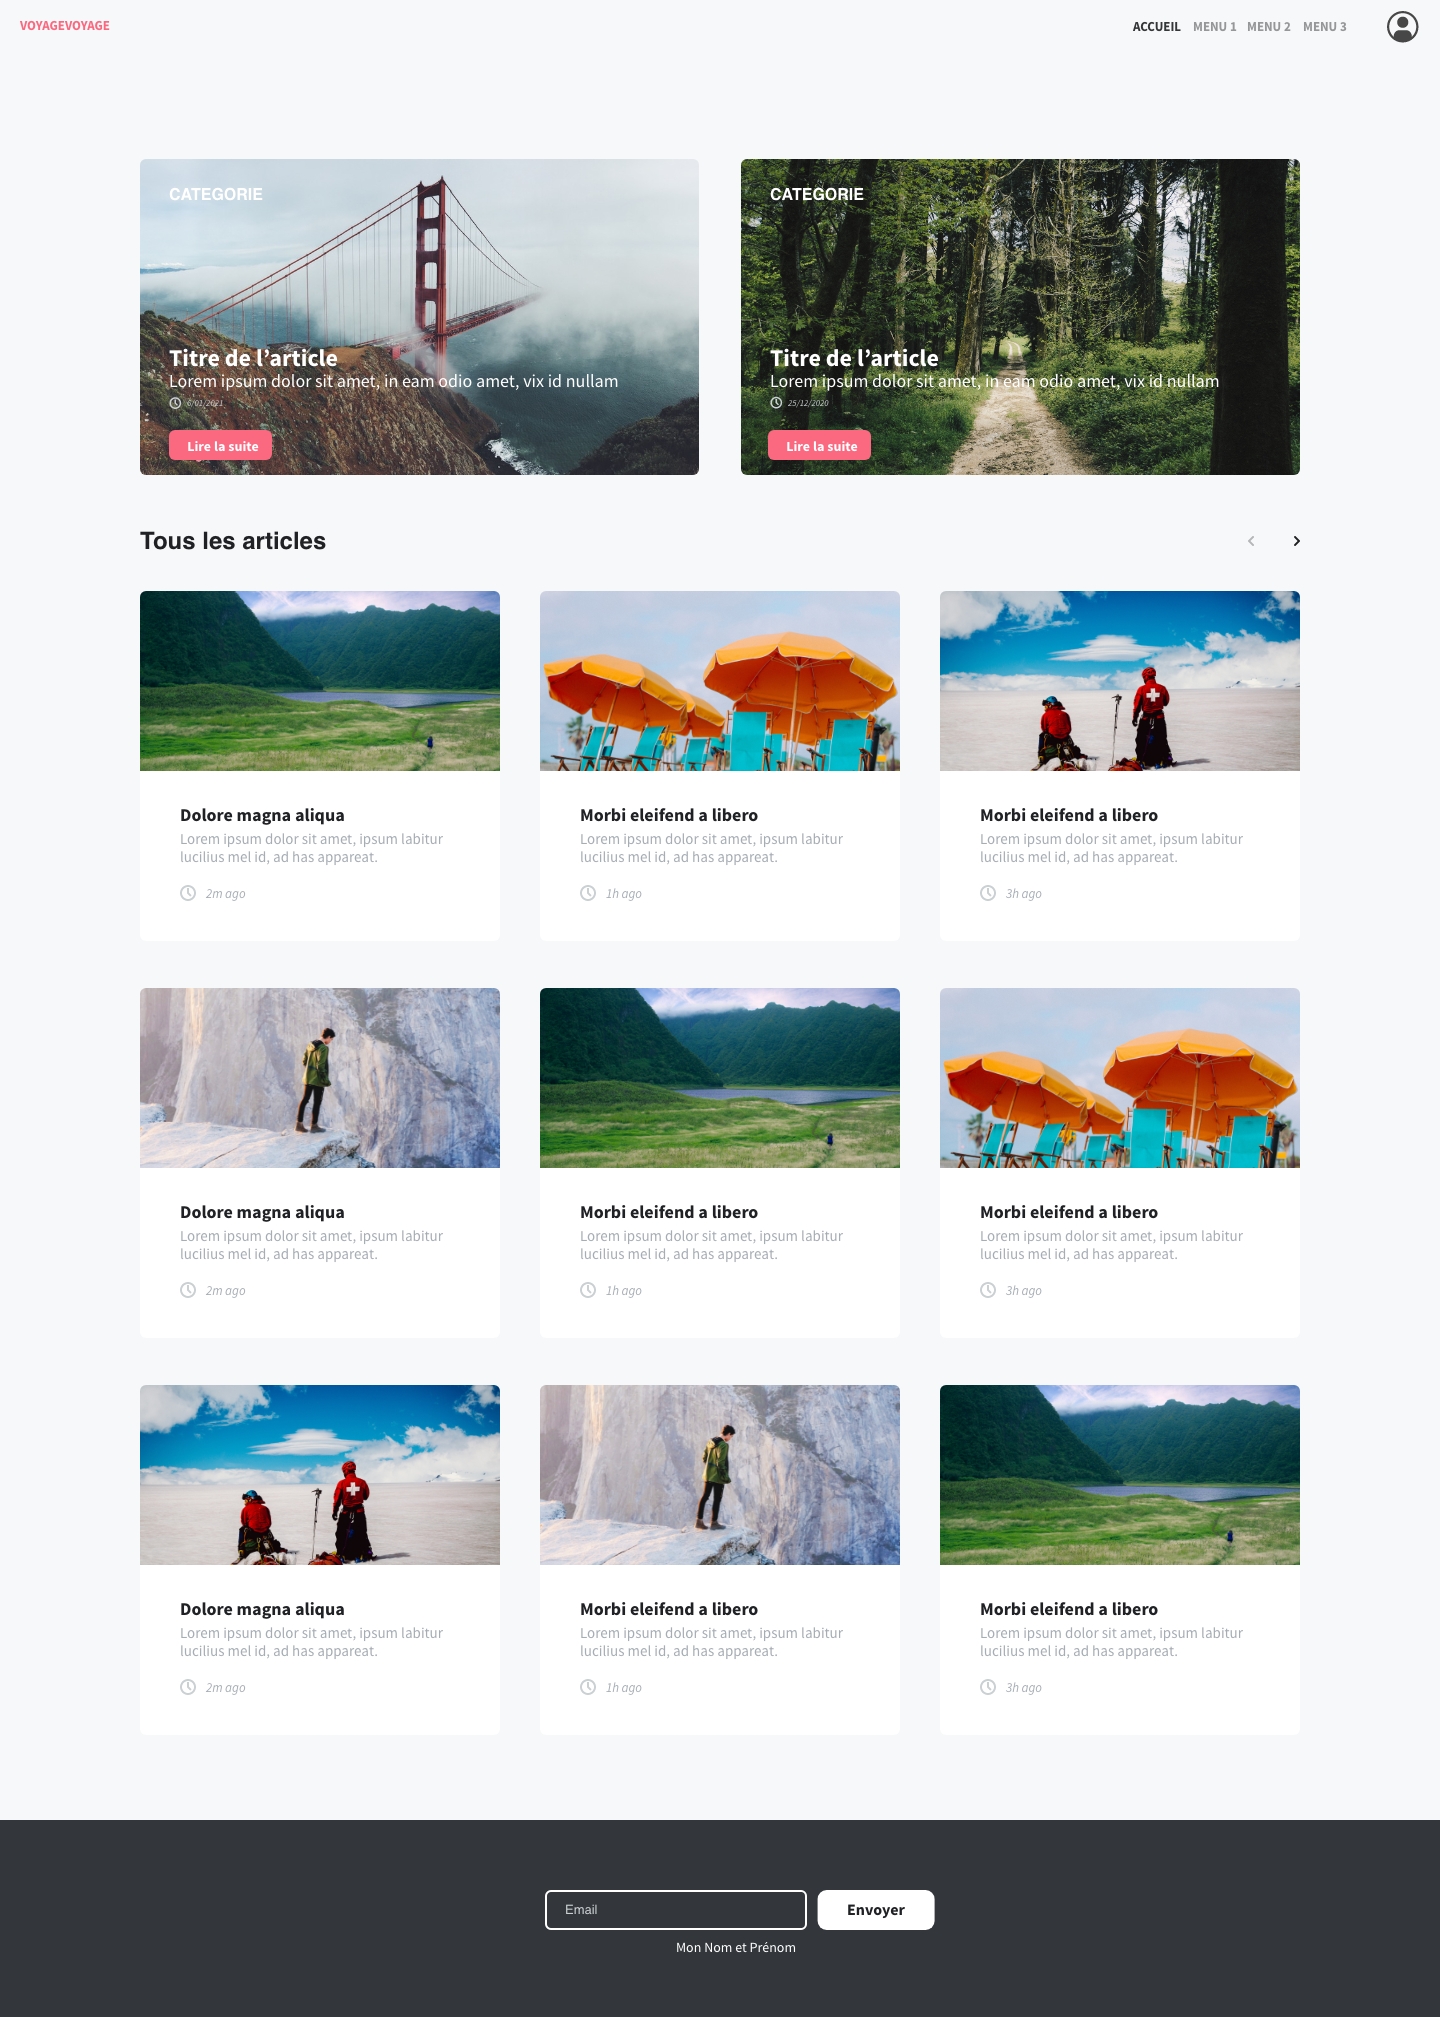 VOYAGEVOYAGE
ACCUEIL MENU 1 MENU 2 MENU 3
CATEGORIE
Titre de l’article
Lorem ipsum dolor sit amet, in eam odio amet, vix id nullam
6/01/2021
Lire la suite
CATEGORIE
Titre de l’article
Lorem ipsum dolor sit amet, in eam odio amet, vix id nullam
25/12/2020
Lire la suite
Tous les articles
Dolore magna aliqua
Lorem ipsum dolor sit amet, ipsum labitur
lucilius mel id, ad has appareat.
2m ago
Morbi eleifend a libero
Lorem ipsum dolor sit amet, ipsum labitur
lucilius mel id, ad has appareat.
1h ago
Morbi eleifend a libero
Lorem ipsum dolor sit amet, ipsum labitur
lucilius mel id, ad has appareat.
3h ago
Dolore magna aliqua
Lorem ipsum dolor sit amet, ipsum labitur
lucilius mel id, ad has appareat.
2m ago
Morbi eleifend a libero
Lorem ipsum dolor sit amet, ipsum labitur
lucilius mel id, ad has appareat.
1h ago
Morbi eleifend a libero
Lorem ipsum dolor sit amet, ipsum labitur
lucilius mel id, ad has appareat.
3h ago
Dolore magna aliqua
Lorem ipsum dolor sit amet, ipsum labitur
lucilius mel id, ad has appareat.
2m ago
Morbi eleifend a libero
Lorem ipsum dolor sit amet, ipsum labitur
lucilius mel id, ad has appareat.
1h ago
Morbi eleifend a libero
Lorem ipsum dolor sit amet, ipsum labitur
lucilius mel id, ad has appareat.
3h ago
Email
Envoyer
Mon Nom et Prénom